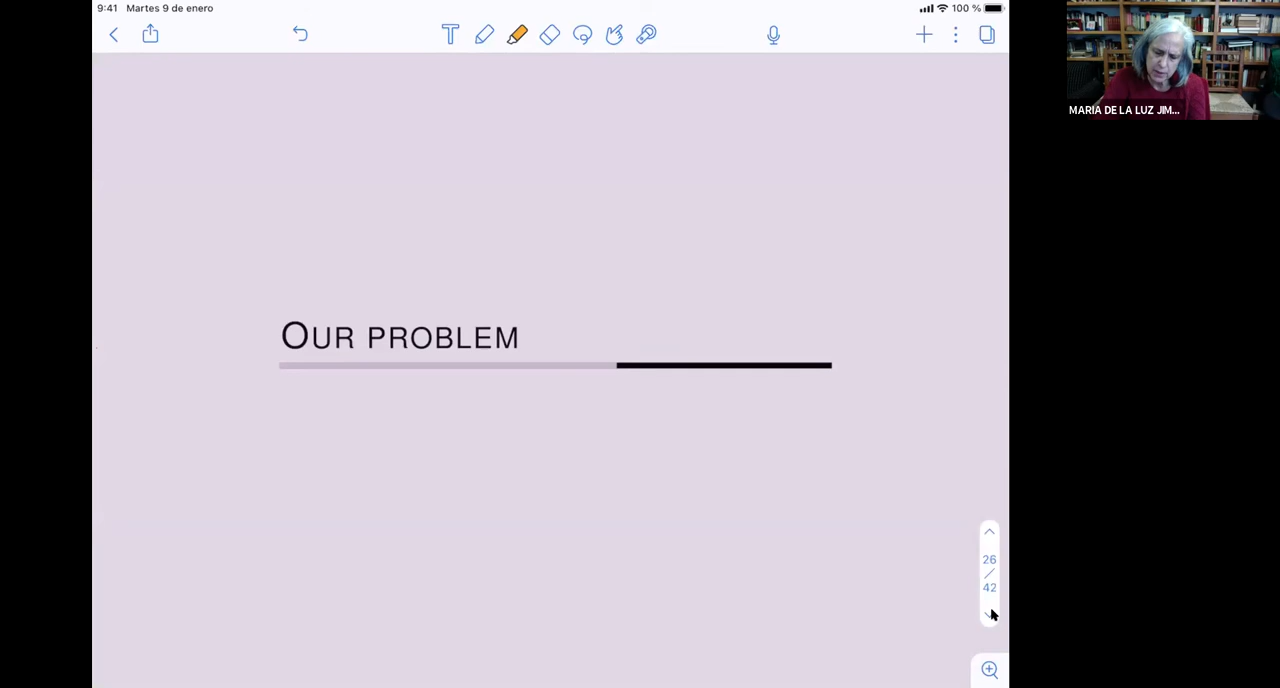 9:41 Martes 9 de enero
100 %
T
MARIA DE LA LUZ JIM...
OUR PROBLEM
26
/
42